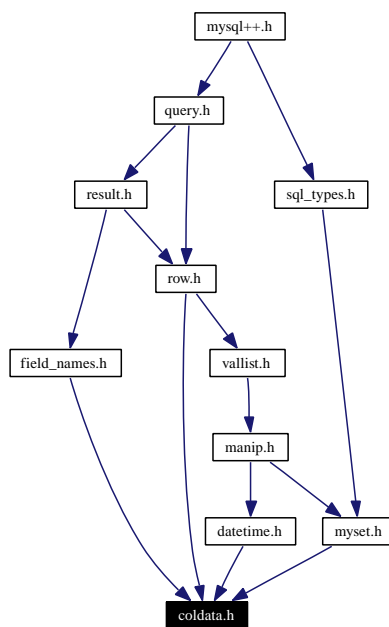 mysql++.h
query.h
result.h
sql_types.h
row.h
field_names.h
vallist.h
manip.h
datetime.h
myset.h
coldata.h